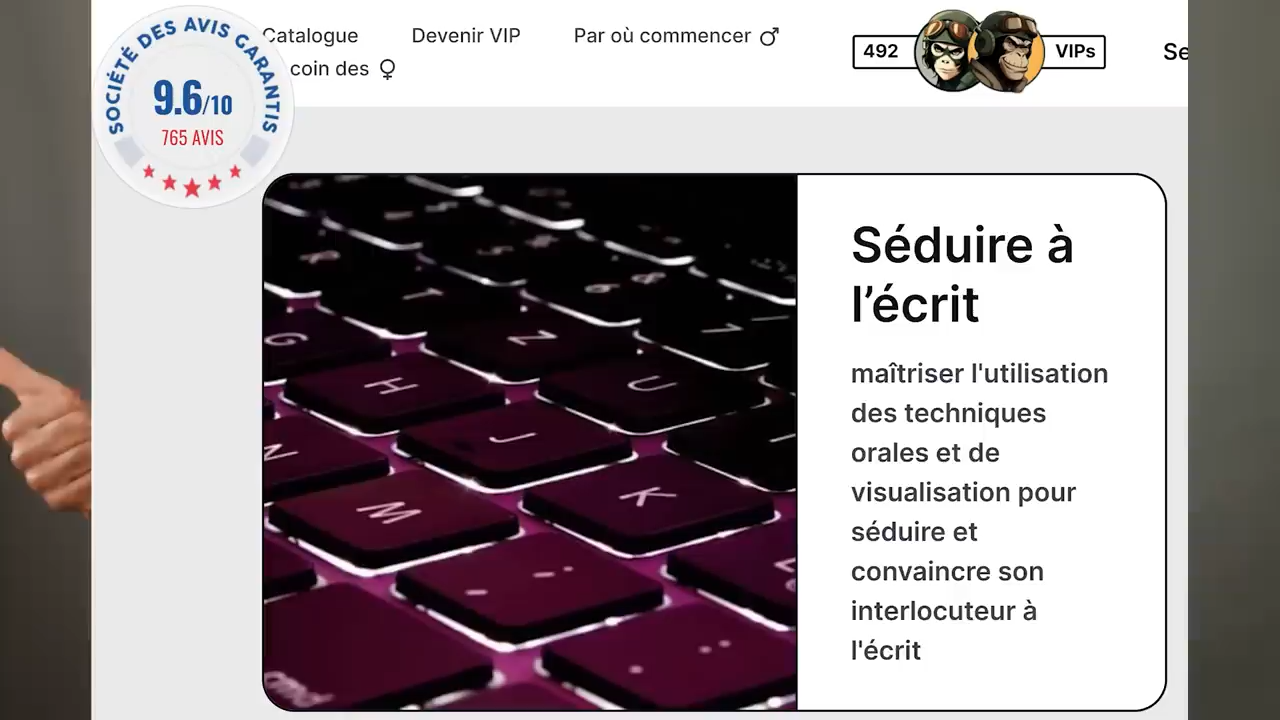 SOCIÉTÉ DES AVIS GARANTIS
9.6/10
765 AVIS
Catalogue
Devenir VIP
Par où commencer ♂
coin des ♀
492
VIPs
Se
Séduire à
l’écrit
maîtriser l'utilisation
des techniques
orales et de
visualisation pour
séduire et
convaincre son
interlocuteur à
l'écrit
G
H
Z
U
N
J
M
K